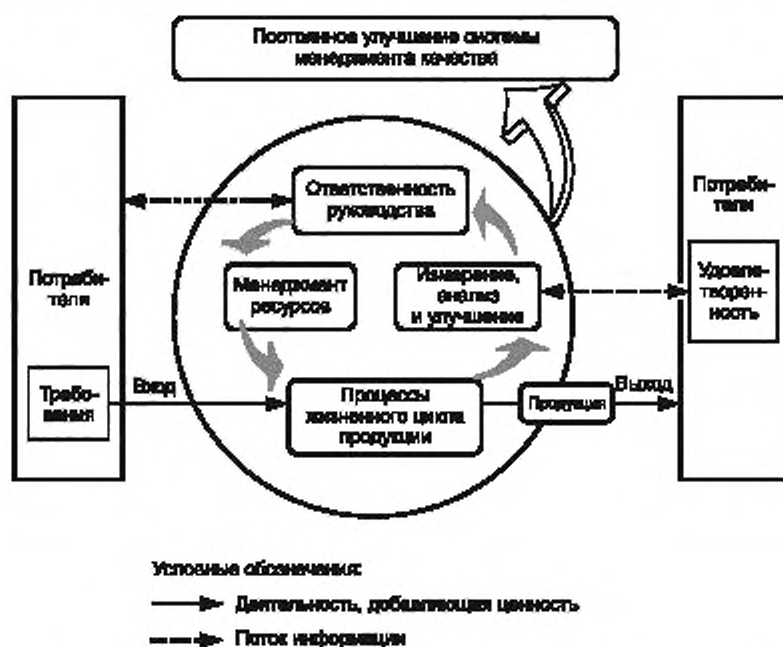 Постоянное улучшение системы
менеджмента качества
Потреби-
тели
Требо-
вания
Вход
Ответственность
руководства
Менеджмент
ресурсов
Измерение,
анализ
и улучшение
Процессы
жизненного цикла
продукции
Продукция
Выход
Потреби-
тели
Удовле-
творен-
ность
Условные обозначения:
Деятельность, добавляющая ценность
Поток информации